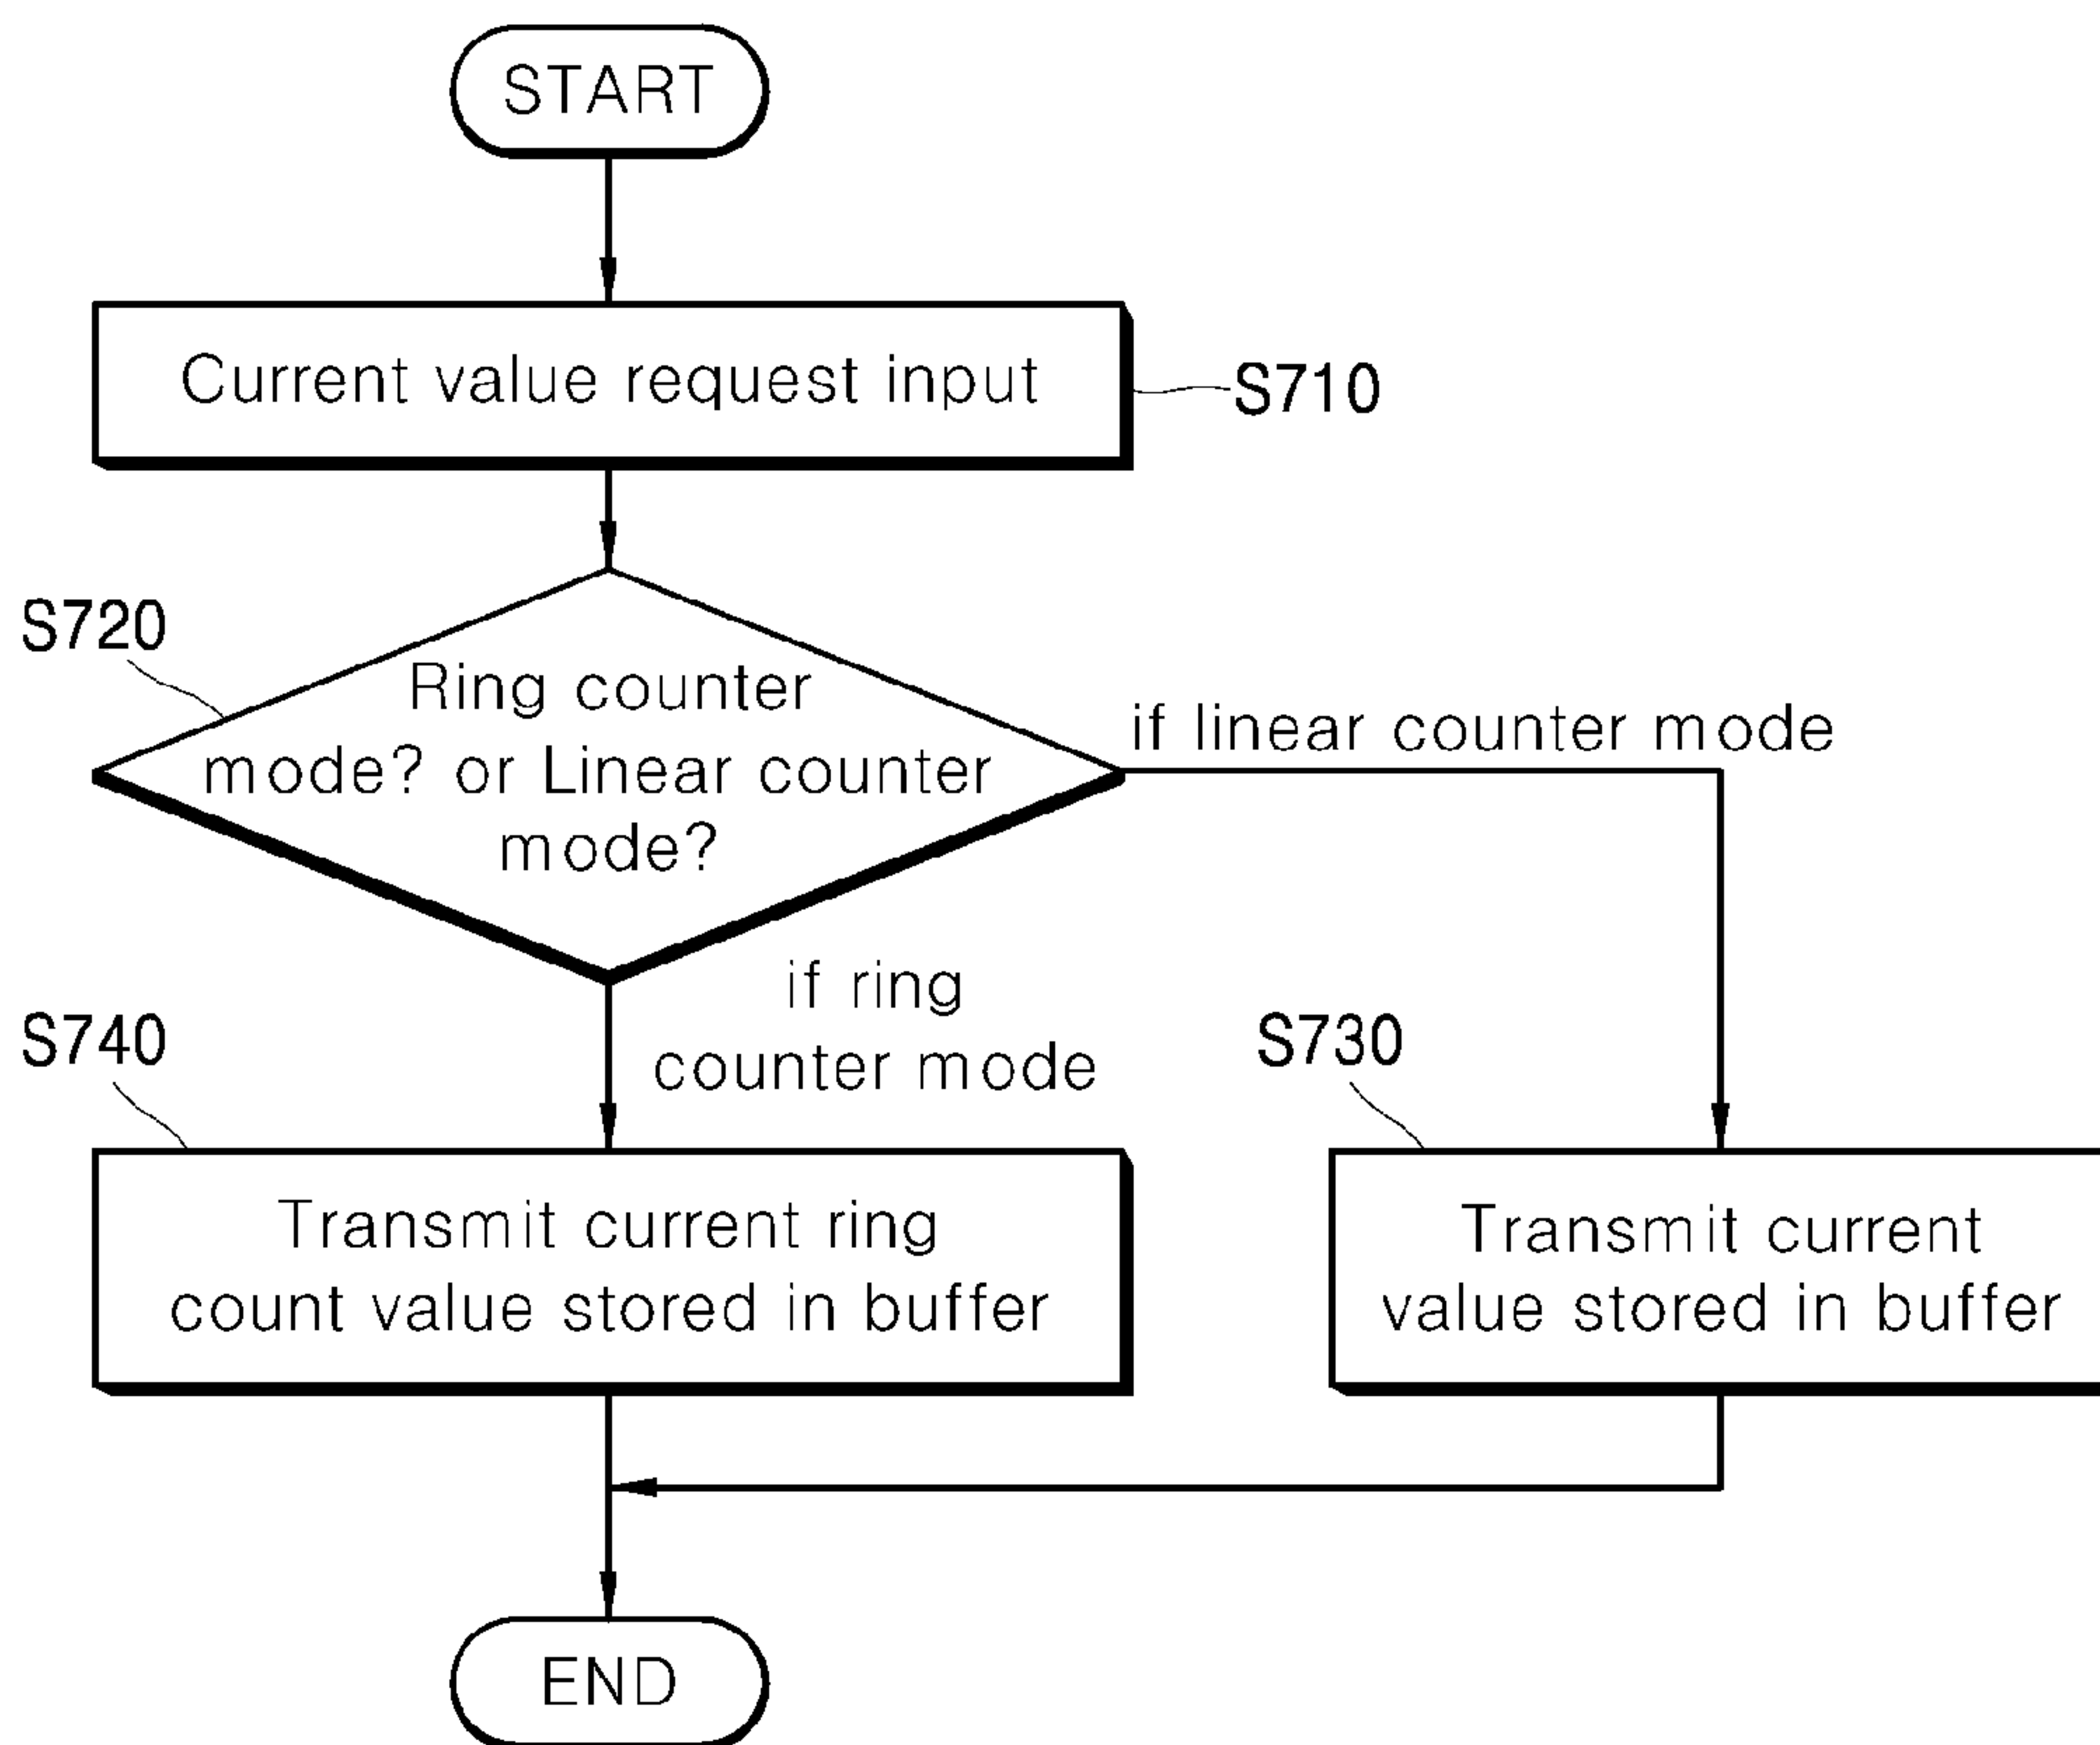 START
Current value request input
S710
S720
Ring counter
mode? or Linear counter
mode?
if linear counter mode
if ring
counter mode
S740
S730
Transmit current ring
count value stored in buffer
Transmit current
value stored in buffer
END